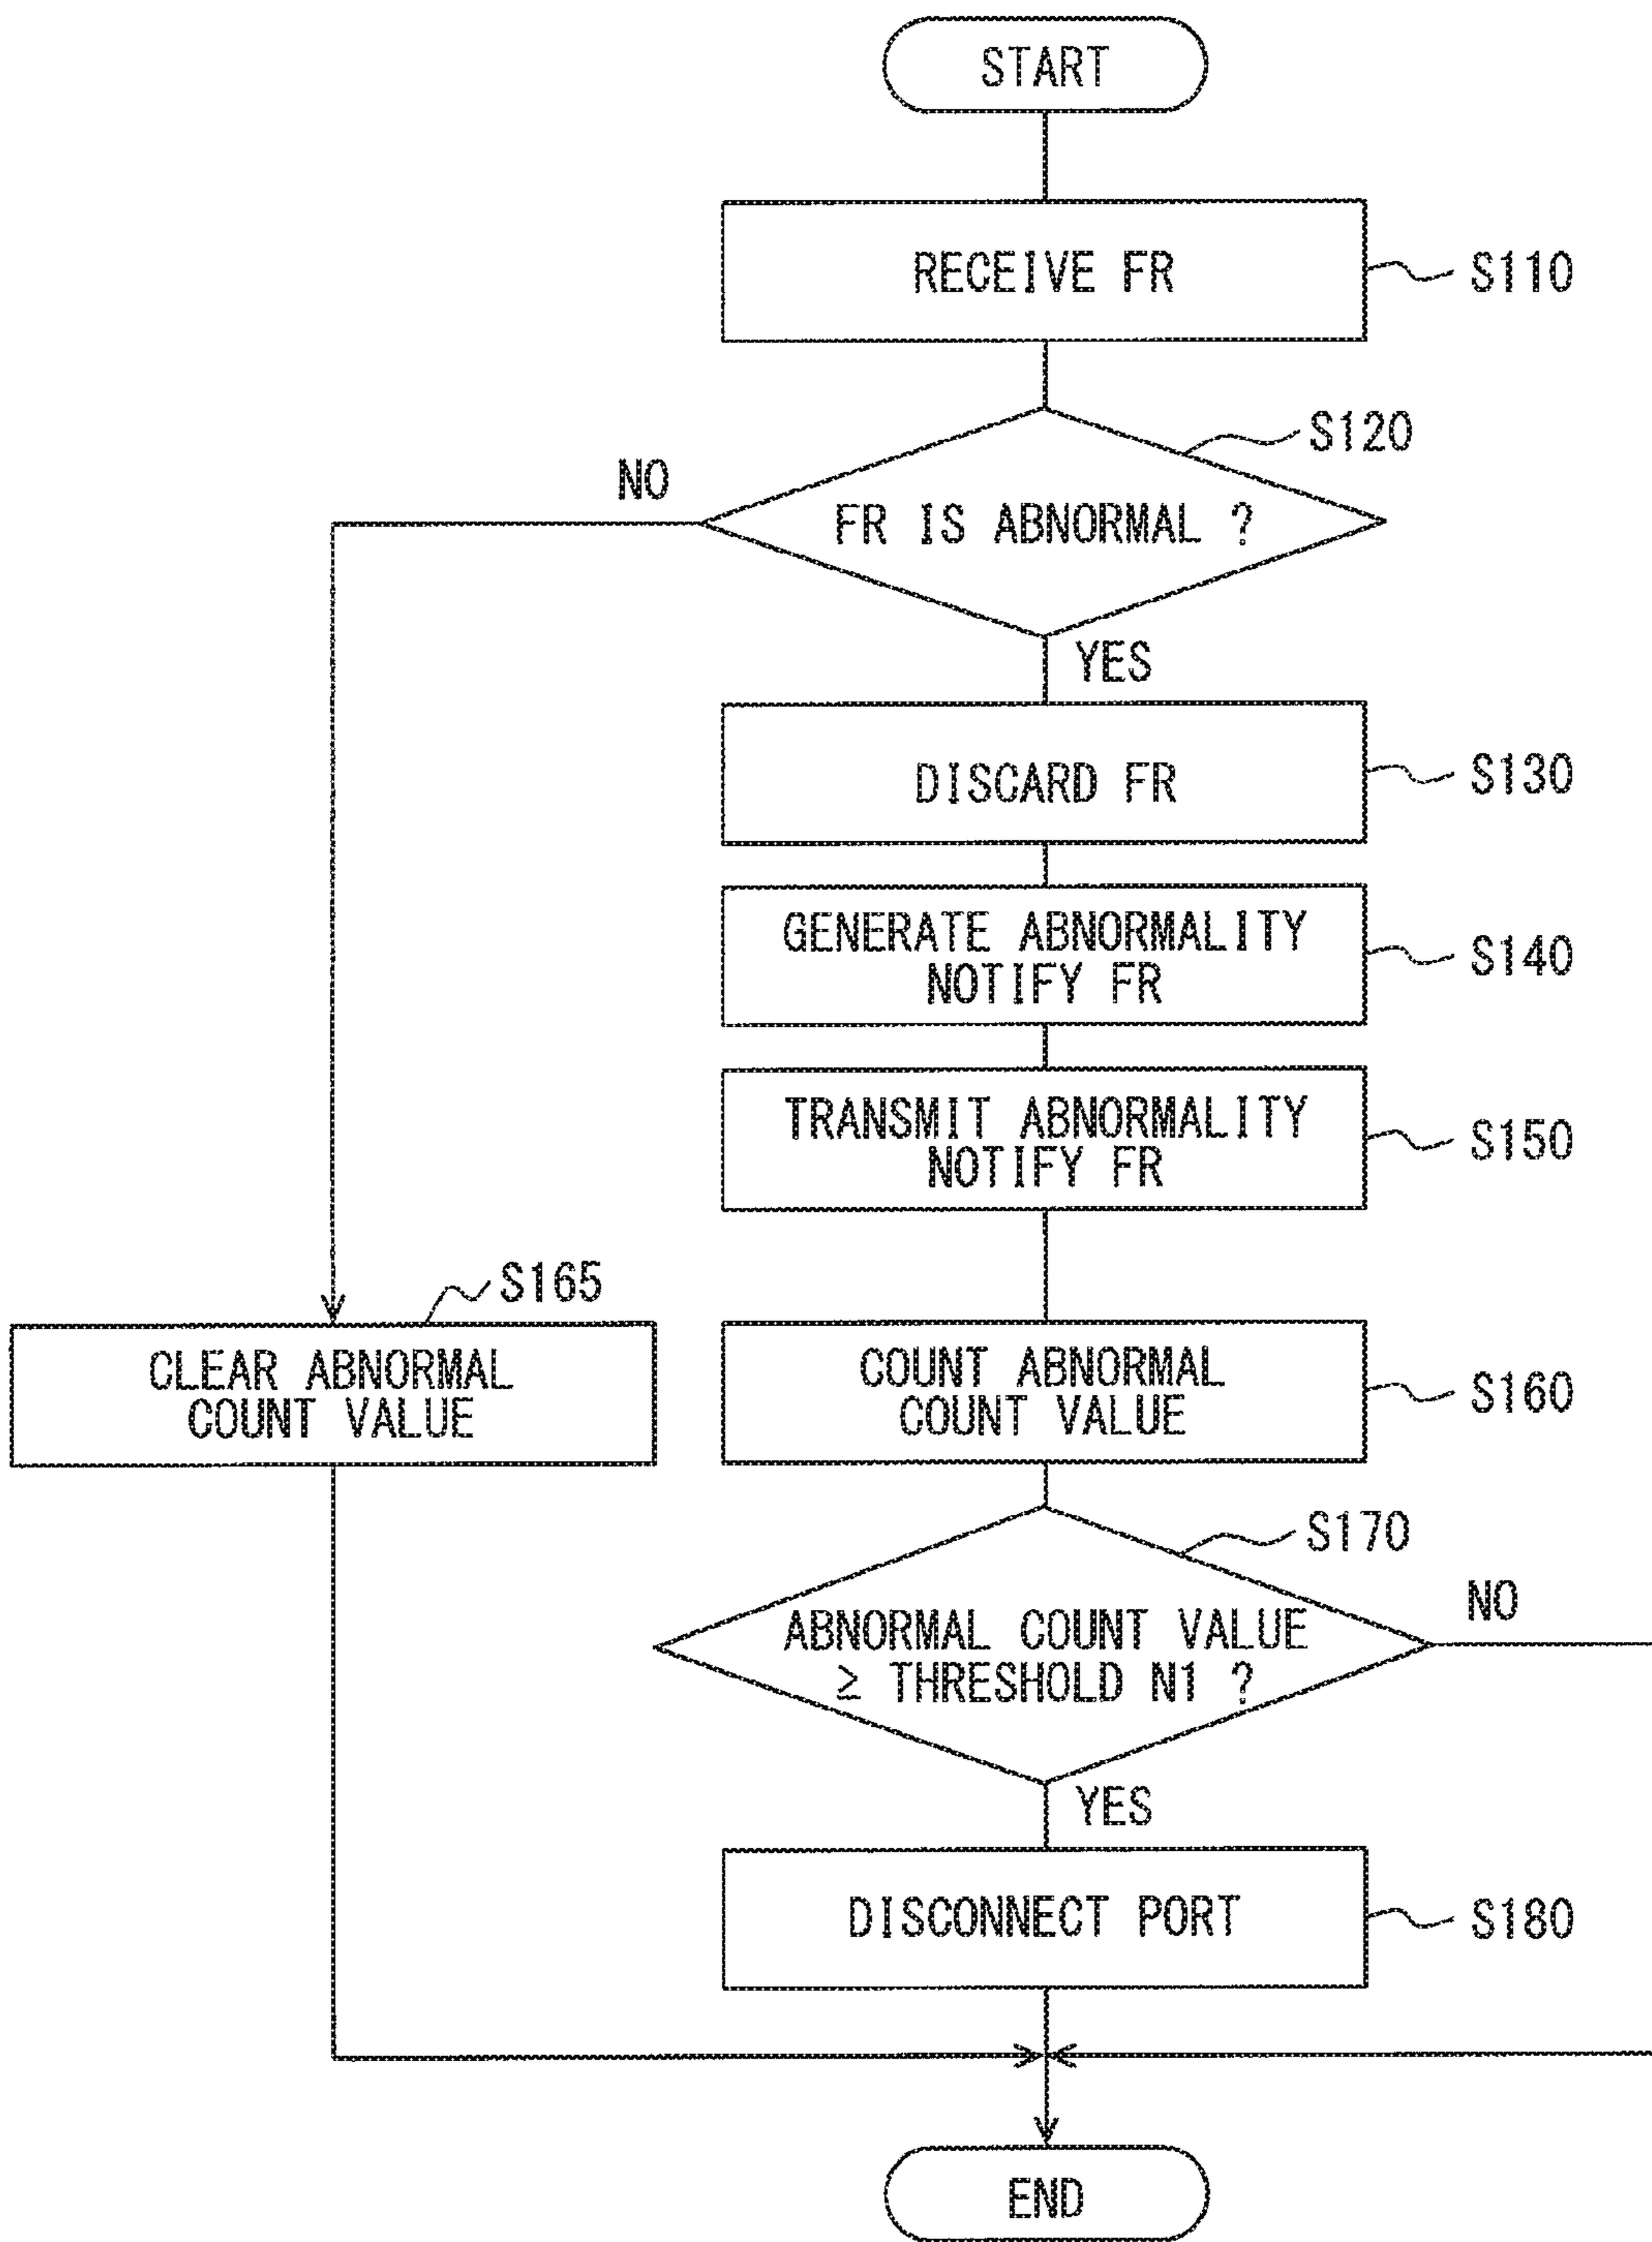 START
RECEIVE FR
S110
S120
NO
FR IS ABNORMAL ?
YES
DISCARD FR
S130
GENERATE ABNORMALITY
NOTIFY FR
S140
TRANSMIT ABNORMALITY
NOTIFY FR
S150
S165
CLEAR ABNORMAL
COUNT VALUE
COUNT ABNORMAL
COUNT VALUE
S160
S170
NO
ABNORMAL COUNT VALUE
≥ THRESHOLD N1 ?
YES
DISCONNECT PORT
S180
END